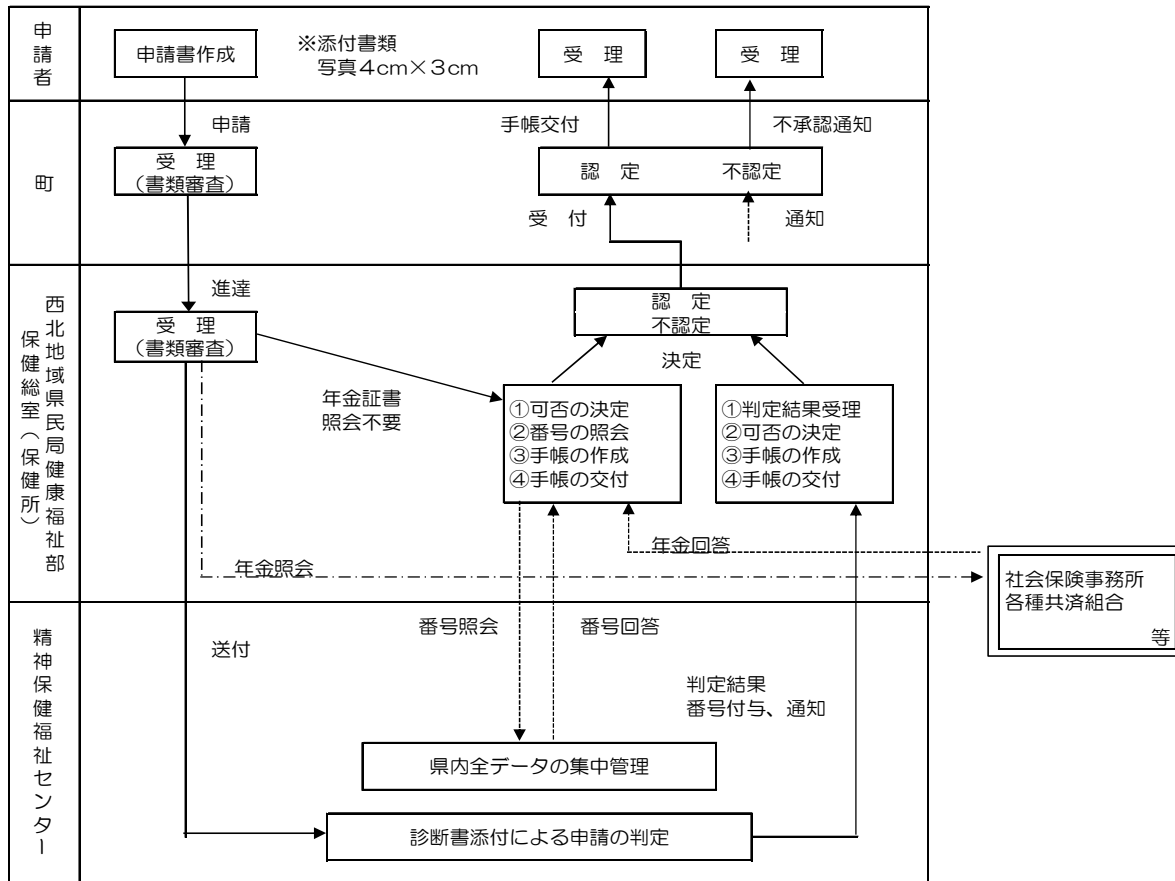 申請者
申請書作成
※添付書類
写真4cm×3cm
受　理
受　理
町
申請
手帳交付
不承認通知
受　理
（書類審査）
認　定
不認定
受　付
通知
西北地域県民局健康福祉部
保健総室（保健所）
進達
認　定
不認定
受　理
（書類審査）
決定
年金証書
照会不要
①可否の決定
②番号の照会
③手帳の作成
④手帳の交付
①判定結果受理
②可否の決定
③手帳の作成
④手帳の交付
年金回答
年金照会
社会保険事務所
各種共済組合
等
精神保健福祉センター
番号照会
番号回答
送付
判定結果
番号付与、通知
県内全データの集中管理
診断書添付による申請の判定